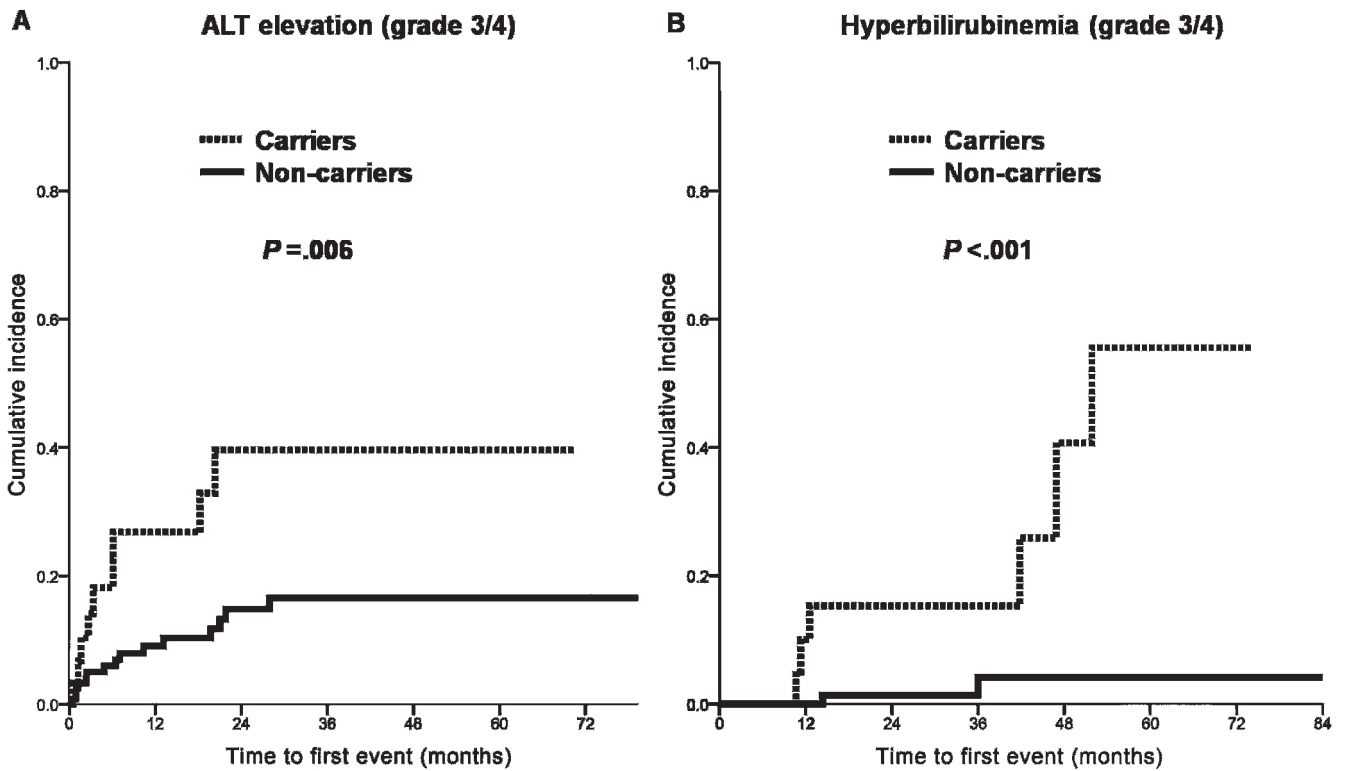 A
ALT elevation (grade 3/4)
1.0
0.8
0.6
0.4
0.2
0.0
Cumulative incidence
Carriers
Non-carriers
P =.006
0 12 24 36 48 60 72
Time to first event (months)
B
Hyperbilirubinemia (grade 3/4)
1.0
0.8
0.6
0.4
0.2
0.0
Cumulative incidence
Carriers
Non-carriers
P <.001
0 12 24 36 48 60 72 84
Time to first event (months)